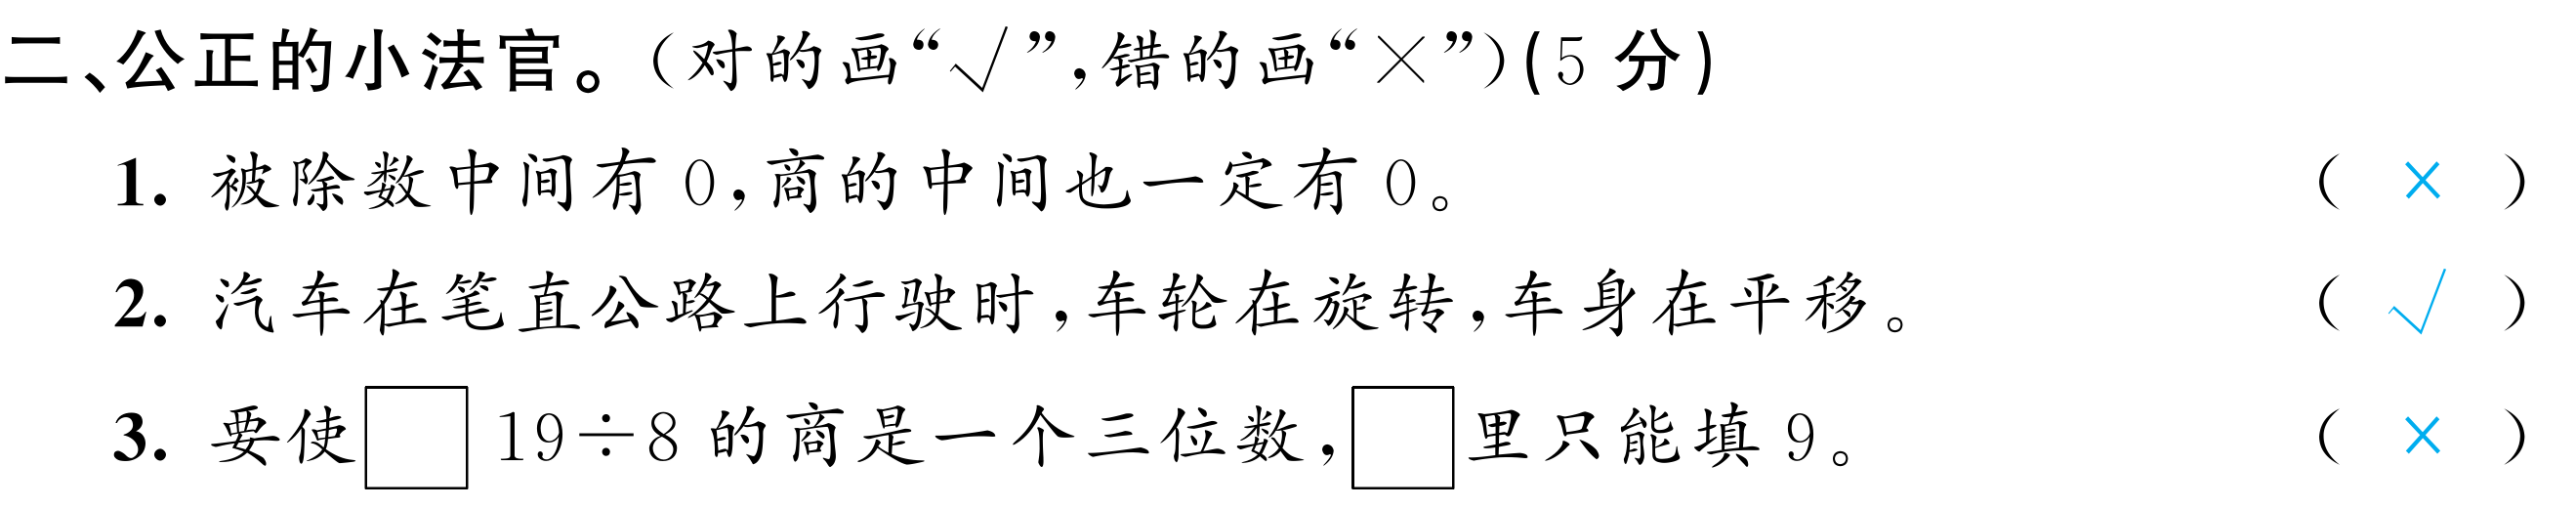 二、公正的小法官。(对的画“√”,错的画“×”)(5 分)
1. 被除数中间有 0,商的中间也一定有 0。 ( × )
2. 汽车在笔直公路上行驶时,车轮在旋转,车身在平移。 ( √ )
3. 要使□19÷8 的商是一个三位数,□里只能填 9。 ( × )